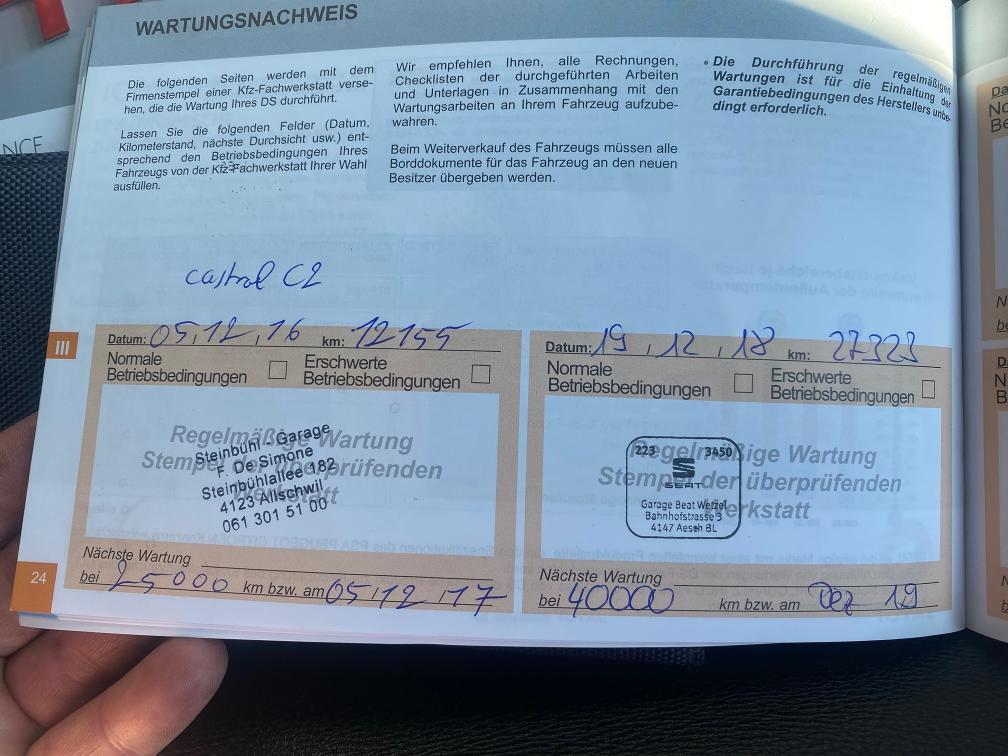 WARTUNGSNACHWEIS
Die folgenden Seiten werden mit dem
Firmenstempel einer Kfz-Fachwerkstatt verse-
hen, die die Wartung Ihres DS durchführt.
Lassen Sie die folgenden Felder (Datum,
Kilometerstand, nächste Durchsicht usw.) ent-
sprechend den Betriebsbedingungen Ihres
Fahrzeugs von der Kfz-Fachwerkstatt Ihrer Wahl
ausfüllen.
Wir empfehlen Ihnen, alle Rechnungen,
Checklisten der durchgeführten Arbeiten
und Unterlagen in Zusammenhang mit den
Wartungsarbeiten an Ihrem Fahrzeug aufzube-
wahren.
Beim Weiterverkauf des Fahrzeugs müssen alle
Borddokumente für das Fahrzeug an den neuen
Besitzer übergeben werden.
• Die Durchführung der regelmäßigen
Wartungen ist für die Einhaltung der
Garantiebedingungen des Herstellers unbe-
dingt erforderlich.
castrol C2
III
Datum: 05,12,16 km: 12155
Normale
Betriebsbedingungen
Erschwerte
Betriebsbedingungen
Regelmäßige Wartung
Stempel der überprüfenden
Werkstatt
Steinbühl-Garage
F. De Simone
Steinbühlallee 182
4123 Allschwil
061 301 51 00
Nächste Wartung
bei 25000 km bzw. am 05,12,17
Datum: 19, 12, 18 km: 27323
Normale
Betriebsbedingungen
Erschwerte
Betriebsbedingungen
Regelmäßige Wartung
Stempel der überprüfenden
Werkstatt
223 3450
SEAT
Garage Beat Wetzel
Bahnhofstrasse 3
4147 Aesch BL
Nächste Wartung
bei 40000 km bzw. am Dez 19
24